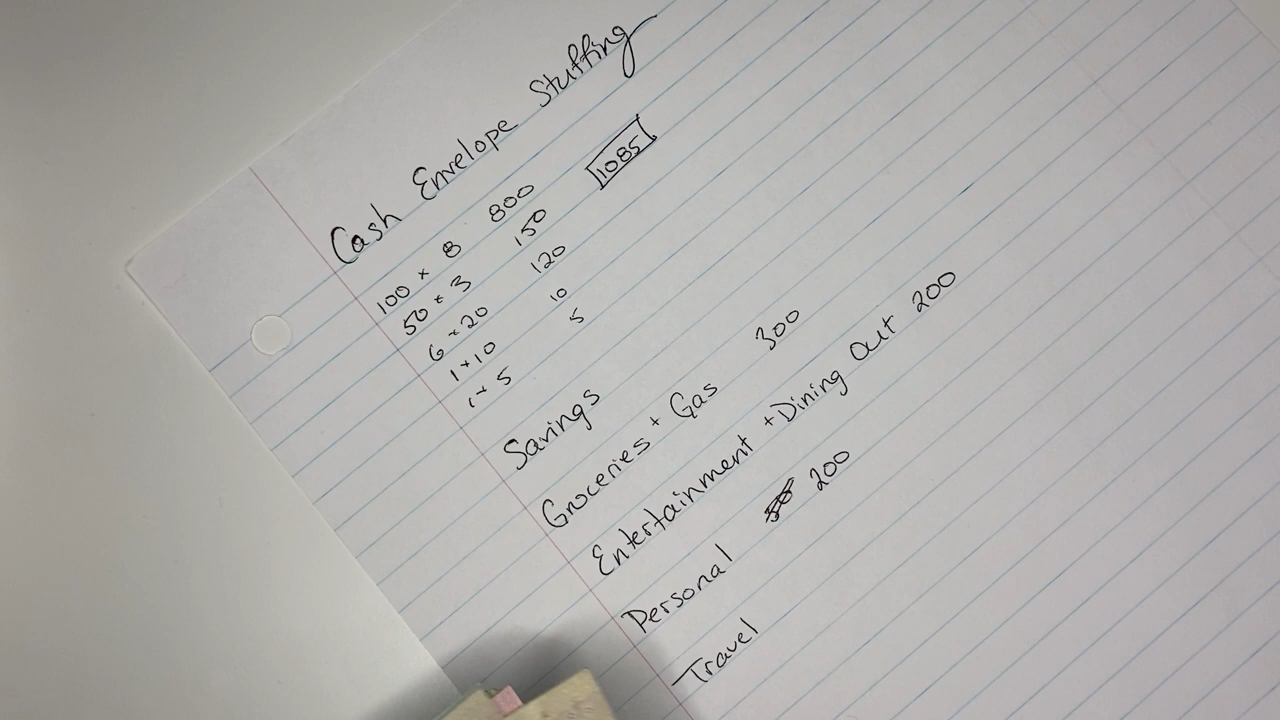 Cash Envelope Stuffing
100 × 8 800 1085
50 × 3 150
6 × 20 120
1 × 10 10
1 × 5 5
Savings
Groceries + Gas 300
Entertainment + Dining Out 200
Personal 200
Travel